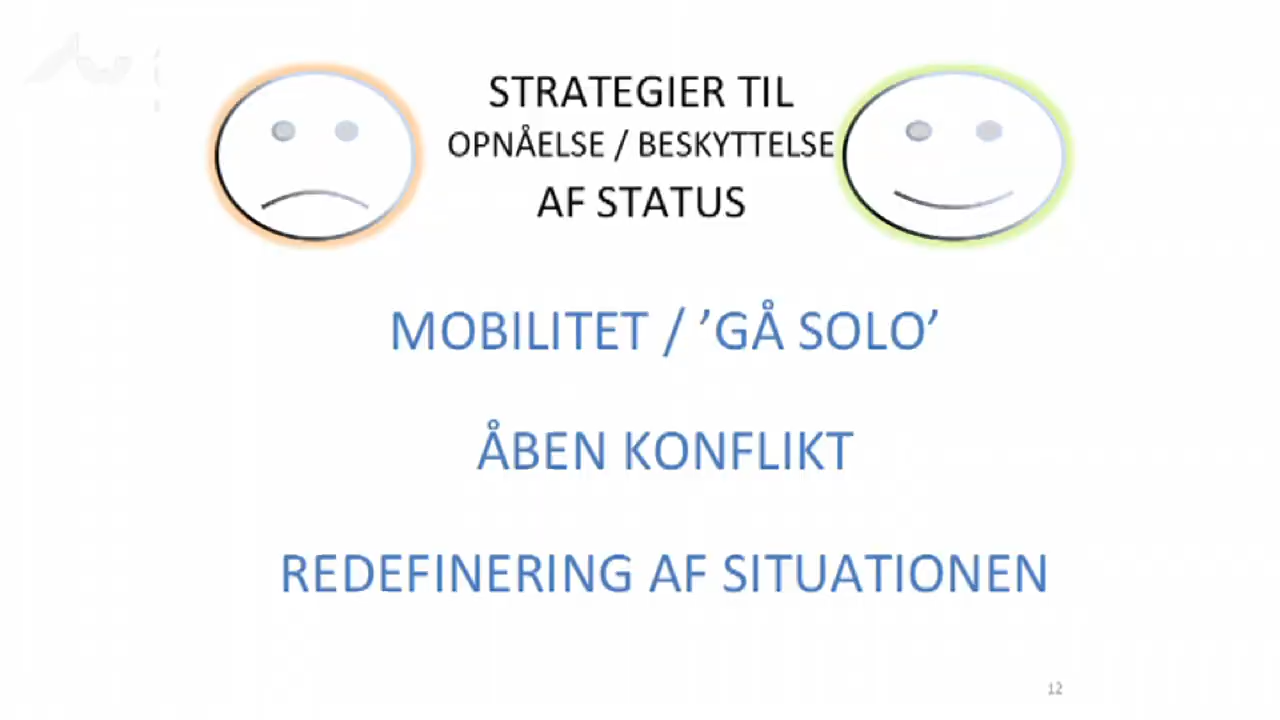 STRATEGIER TIL
OPNÅELSE / BESKYTTELSE
AF STATUS
MOBILITET / ’GÅ SOLO’
ÅBEN KONFLIKT
REDEFINERING AF SITUATIONEN
12